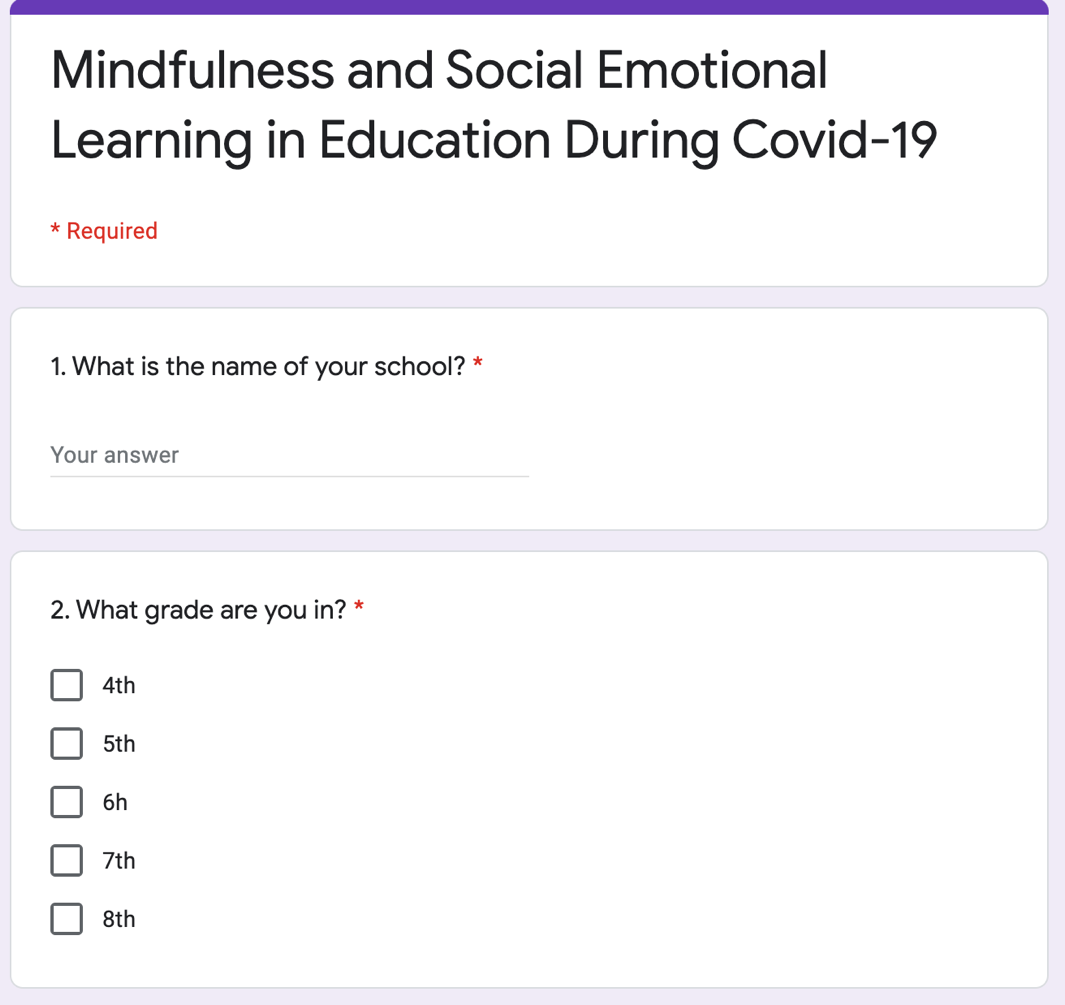 Mindfulness and Social Emotional
Learning in Education During Covid-19
* Required
1. What is the name of your school? *
Your answer
2. What grade are you in? *
4th
5th
6h
7th
8th